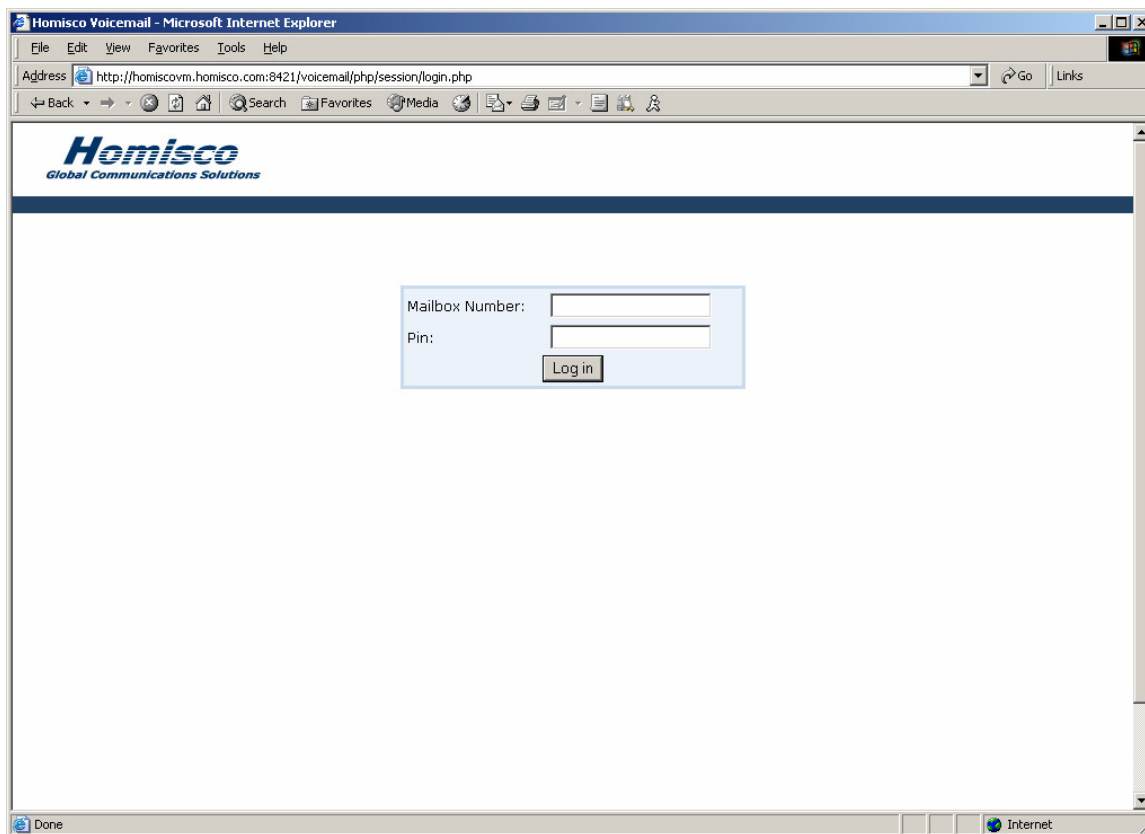 Homisco Voicemail - Microsoft Internet Explorer
File Edit View Favorites Tools Help
Address http://homiscovm.homisco.com:8421/voicemail/php/session/login.php Go Links
Back Search Favorites Media
Homisco
Global Communications Solutions
Mailbox Number:
Pin:
Log in
Done Internet